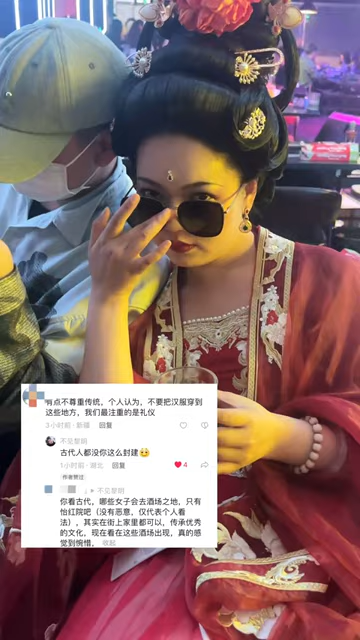 有点不尊重传统，个人认为，不要把汉服穿到
这些地方，我们最注重的是礼仪
3小时前·新疆 回复
不见黎明
古代人都没你这么封建😀
1小时前·湖北 回复
4
作者赞过
▸ 不见黎明
你看古代，哪些女子会去酒场之地，只有
怡红院吧（没有恶意，仅代表个人看
法），其实在街上家里都可以，传承优秀
的文化，现在看在这些酒场出现，真的感
觉到惋惜。 收起